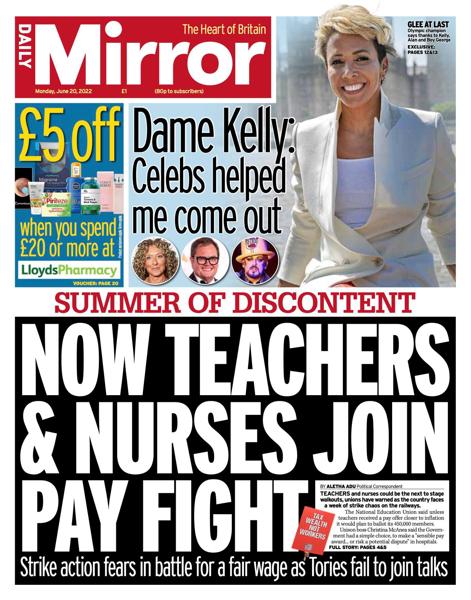 DAILY
Mirror
The Heart of Britain
Monday, June 20, 2022
£1
(80p to subscribers)
GLEE AT LAST
Olympic champion
says thanks to Kelly,
Alan and Boy George
EXCLUSIVE:
PAGES 12&13
£5 off
Piriteze
when you spend
£20 or more at
LloydsPharmacy
VOUCHER: PAGE 20
Dame Kelly:
Celebs helped
me come out
SUMMER OF DISCONTENT
NOW TEACHERS
& NURSES JOIN
PAY FIGHT
TAX
WEALTH
NOT
WORKERS
BY ALETHA ADU Political Correspondent
TEACHERS and nurses could be the next to stage
walkouts, unions have warned as the country faces
a week of strike chaos on the railways.
The National Education Union said unless
teachers received a pay offer closer to inflation
it would plan to ballot its 450,000 members.
Unison boss Christina McAnea said the Govern-
ment had a simple choice, to make a "sensible pay
award... or risk a potential dispute" in hospitals.
FULL STORY: PAGES 4&5
Strike action fears in battle for a fair wage as Tories fail to join talks